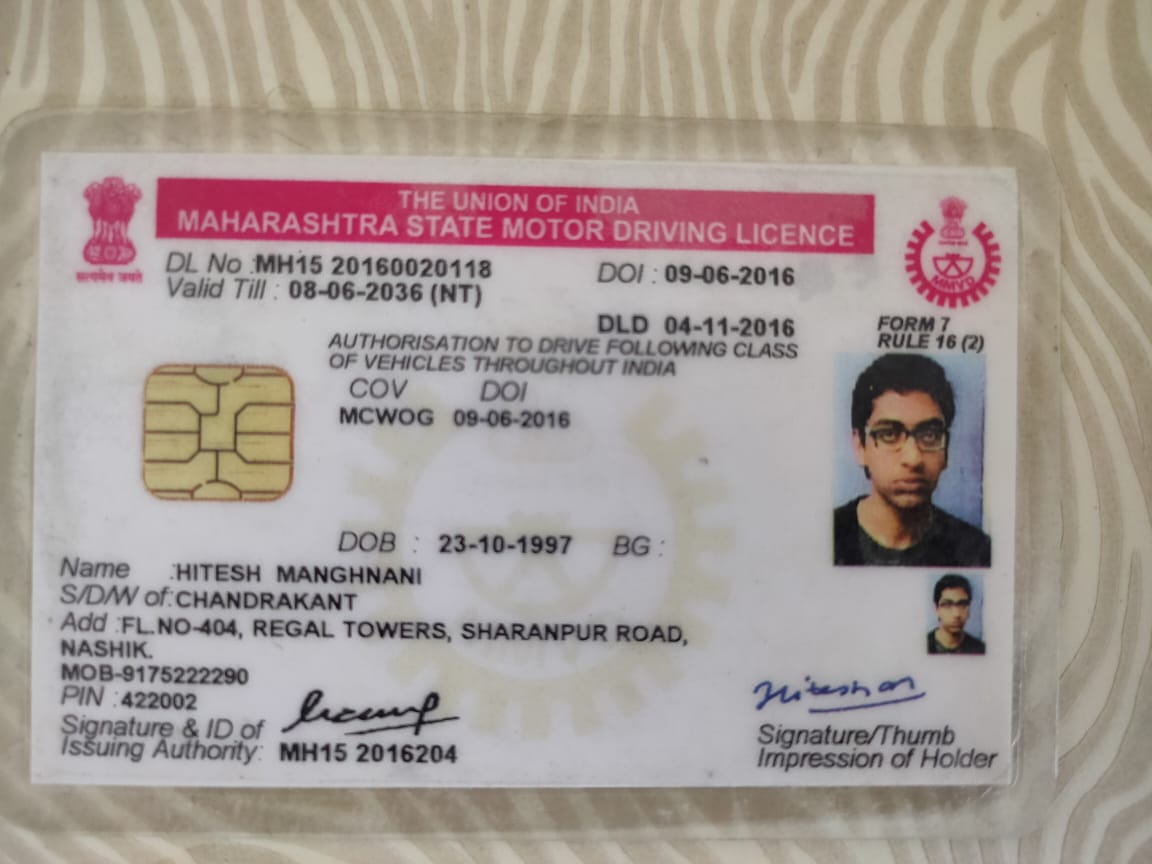 THE UNION OF INDIA
MAHARASHTRA STATE MOTOR DRIVING LICENCE
सत्यमेव जयते
MMVD
DL No : MH15 20160020118 DOI : 09-06-2016
Valid Till : 08-06-2036 (NT)
DLD 04-11-2016
FORM 7
RULE 16 (2)
AUTHORISATION TO DRIVE FOLLOWING CLASS
OF VEHICLES THROUGHOUT INDIA
COV DOI
MCWOG 09-06-2016
DOB : 23-10-1997 BG :
Name : HITESH MANGHNANI
S/D/W of : CHANDRAKANT
Add : FL.NO-404, REGAL TOWERS, SHARANPUR ROAD,
NASHIK.
MOB-9175222290
PIN : 422002
Signature & ID of
Issuing Authority: MH15 2016204
Signature/Thumb
Impression of Holder